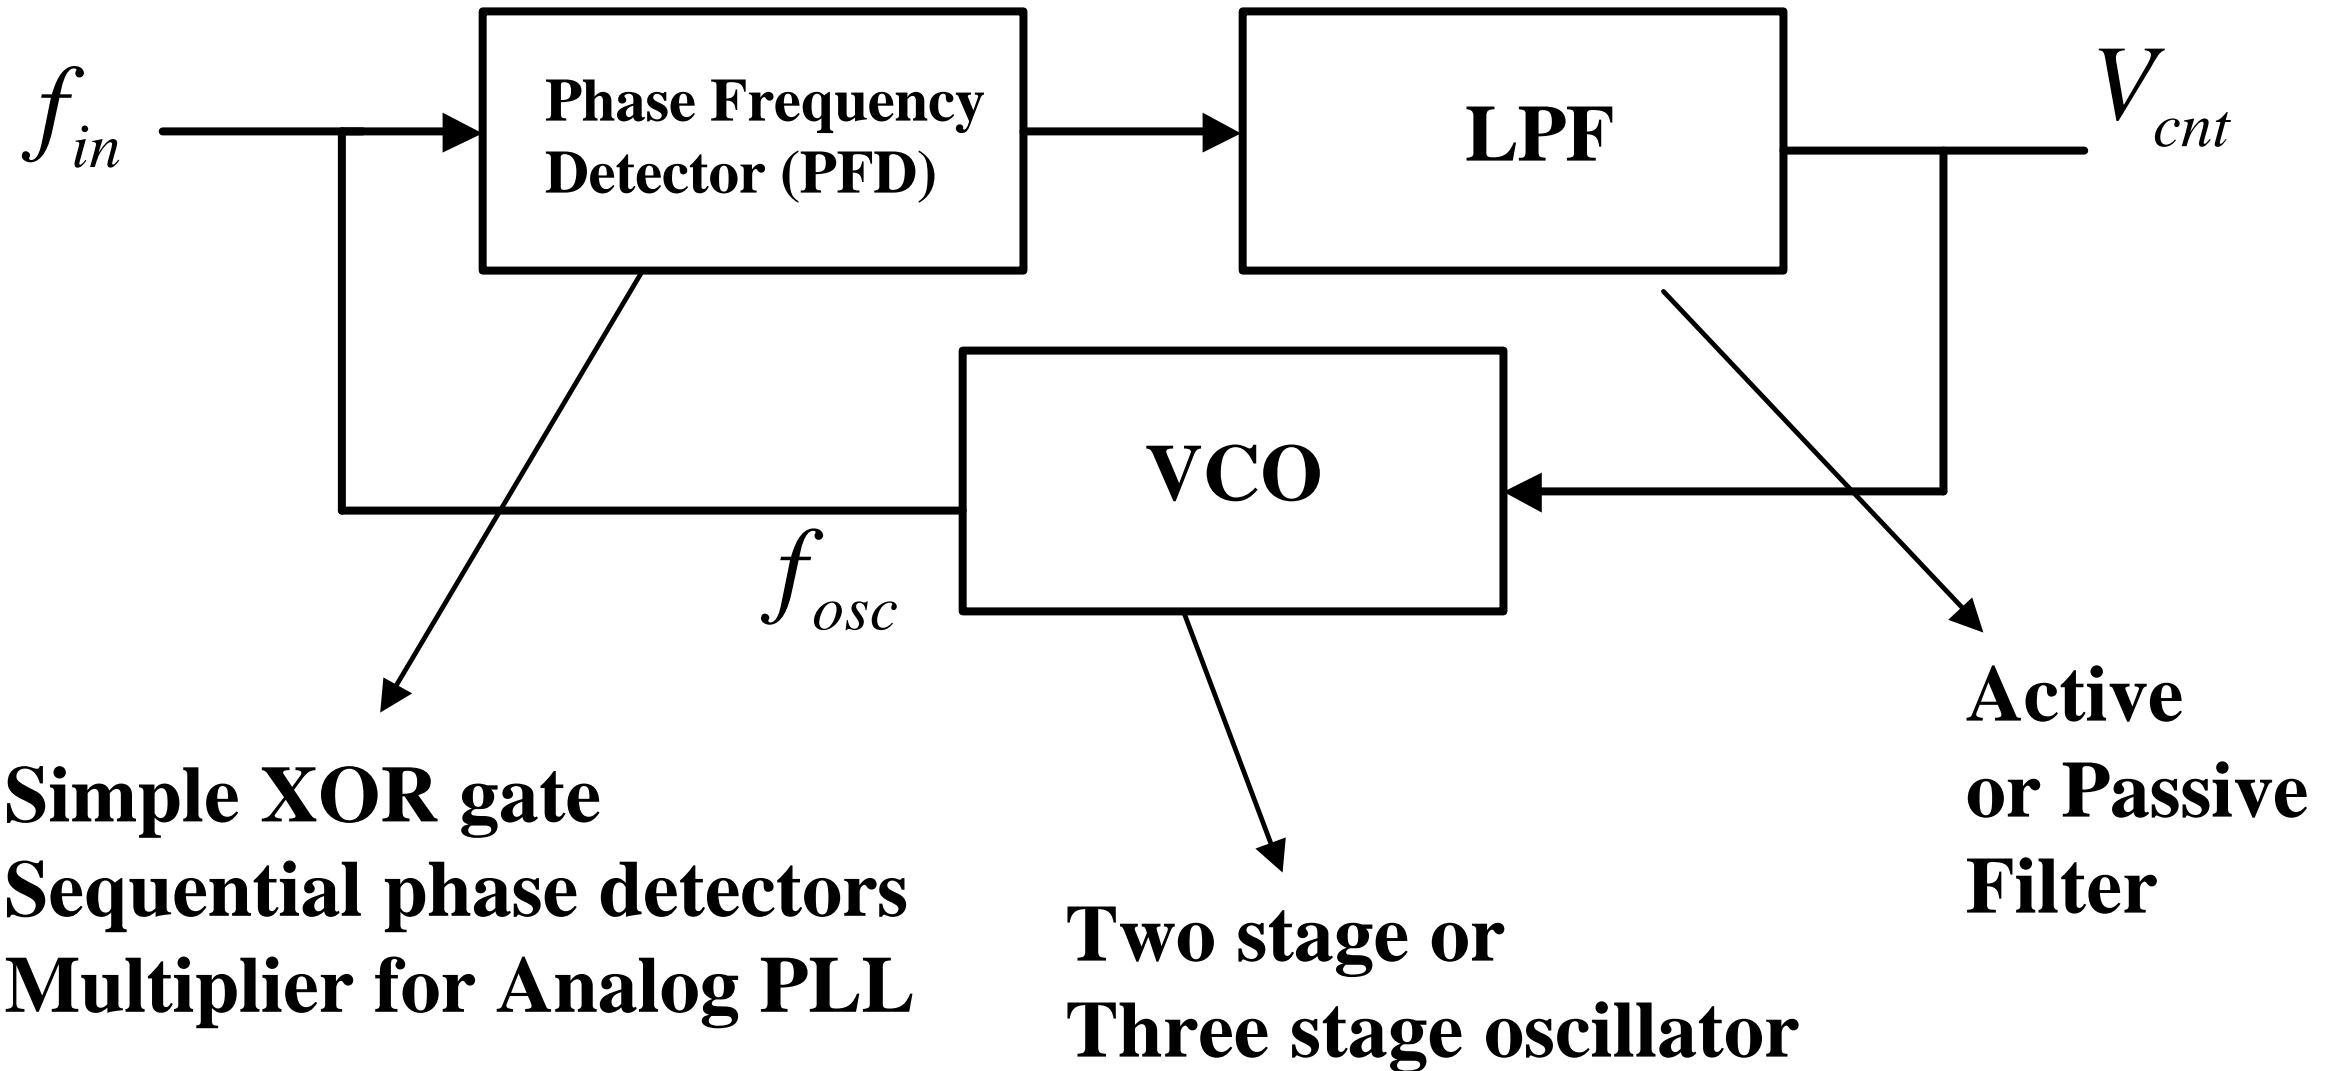 f_in
Phase Frequency
Detector (PFD)
LPF
V_cnt
VCO
f_osc
Simple XOR gate
Sequential phase detectors
Multiplier for Analog PLL
Two stage or
Three stage oscillator
Active
or Passive
Filter